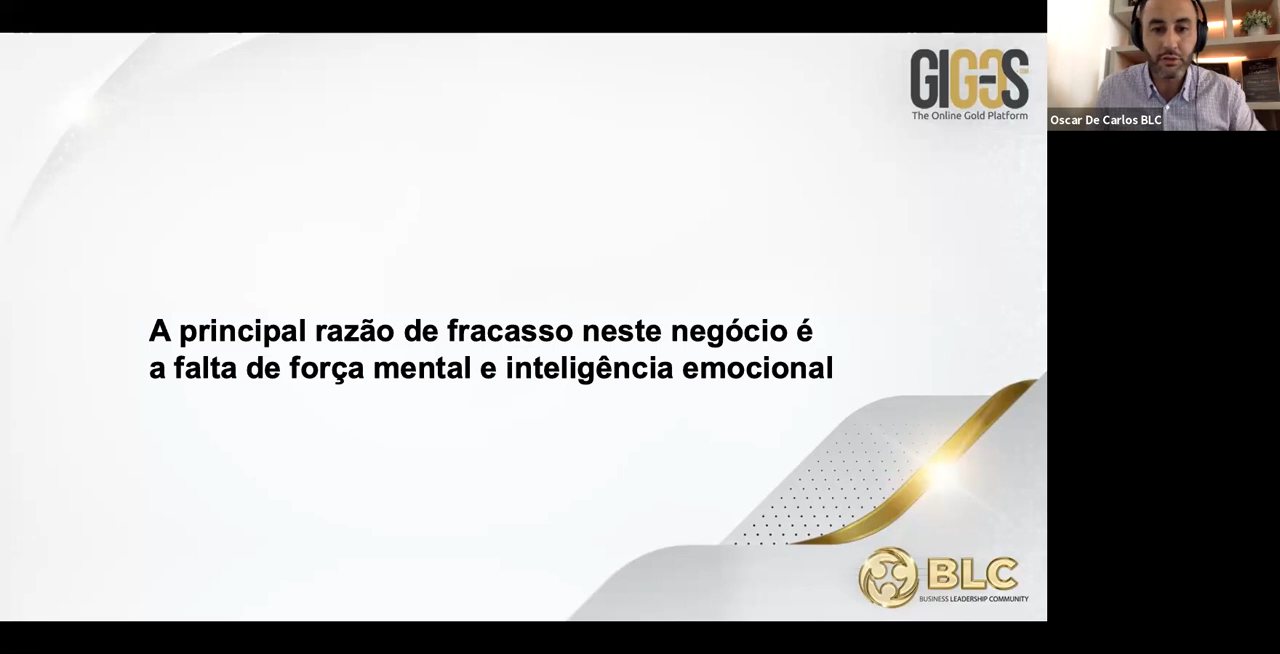 GIGOS
The Online Gold Platform
Oscar De Carlos BLC
A principal razão de fracasso neste negócio é
a falta de força mental e inteligência emocional
BLC
BUSINESS LEADERSHIP COMMUNITY